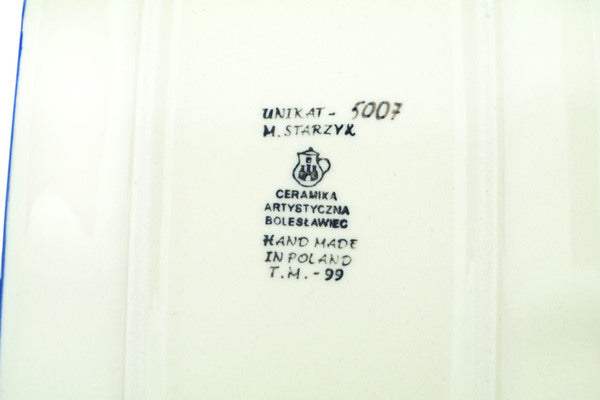 UNIKAT - 5007
M. STARZYK
CERAMIKA
ARTYSTYCZNA
BOLESŁAWIEC
HAND MADE
IN POLAND
T.M. - 99